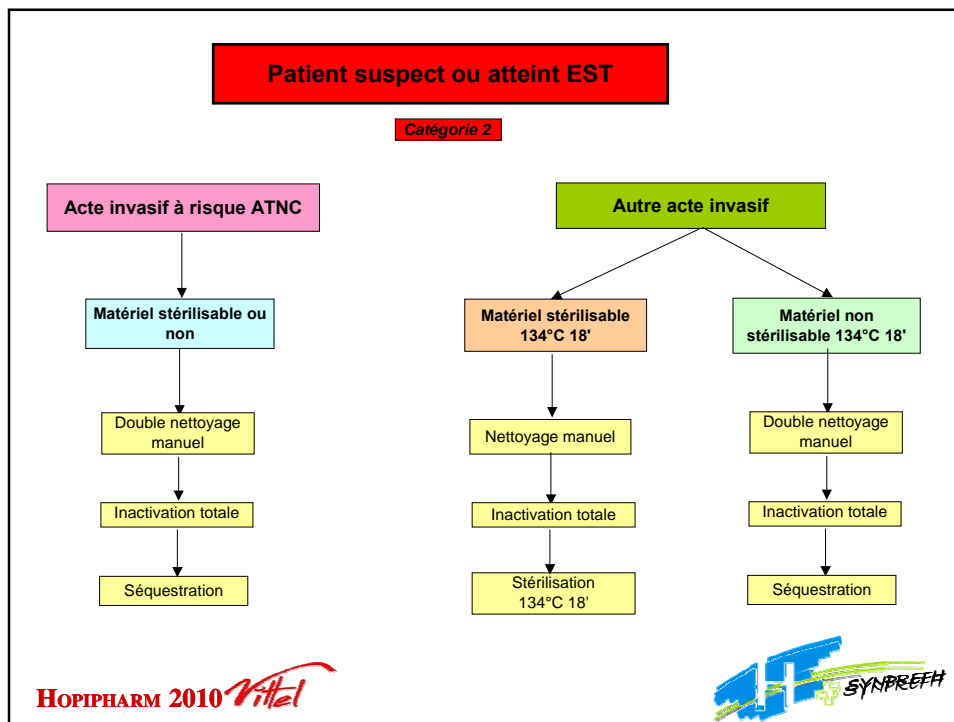 Patient suspect ou atteint EST
Catégorie 2
Acte invasif à risque ATNC
Autre acte invasif
Matériel stérilisable ou
non
Matériel stérilisable
134°C 18'
Matériel non
stérilisable 134°C 18'
Double nettoyage
manuel
Nettoyage manuel
Double nettoyage
manuel
Inactivation totale
Inactivation totale
Inactivation totale
Séquestration
Stérilisation
134°C 18'
Séquestration
HOPIPHARM 2010 Vittel
H SYNPREFH